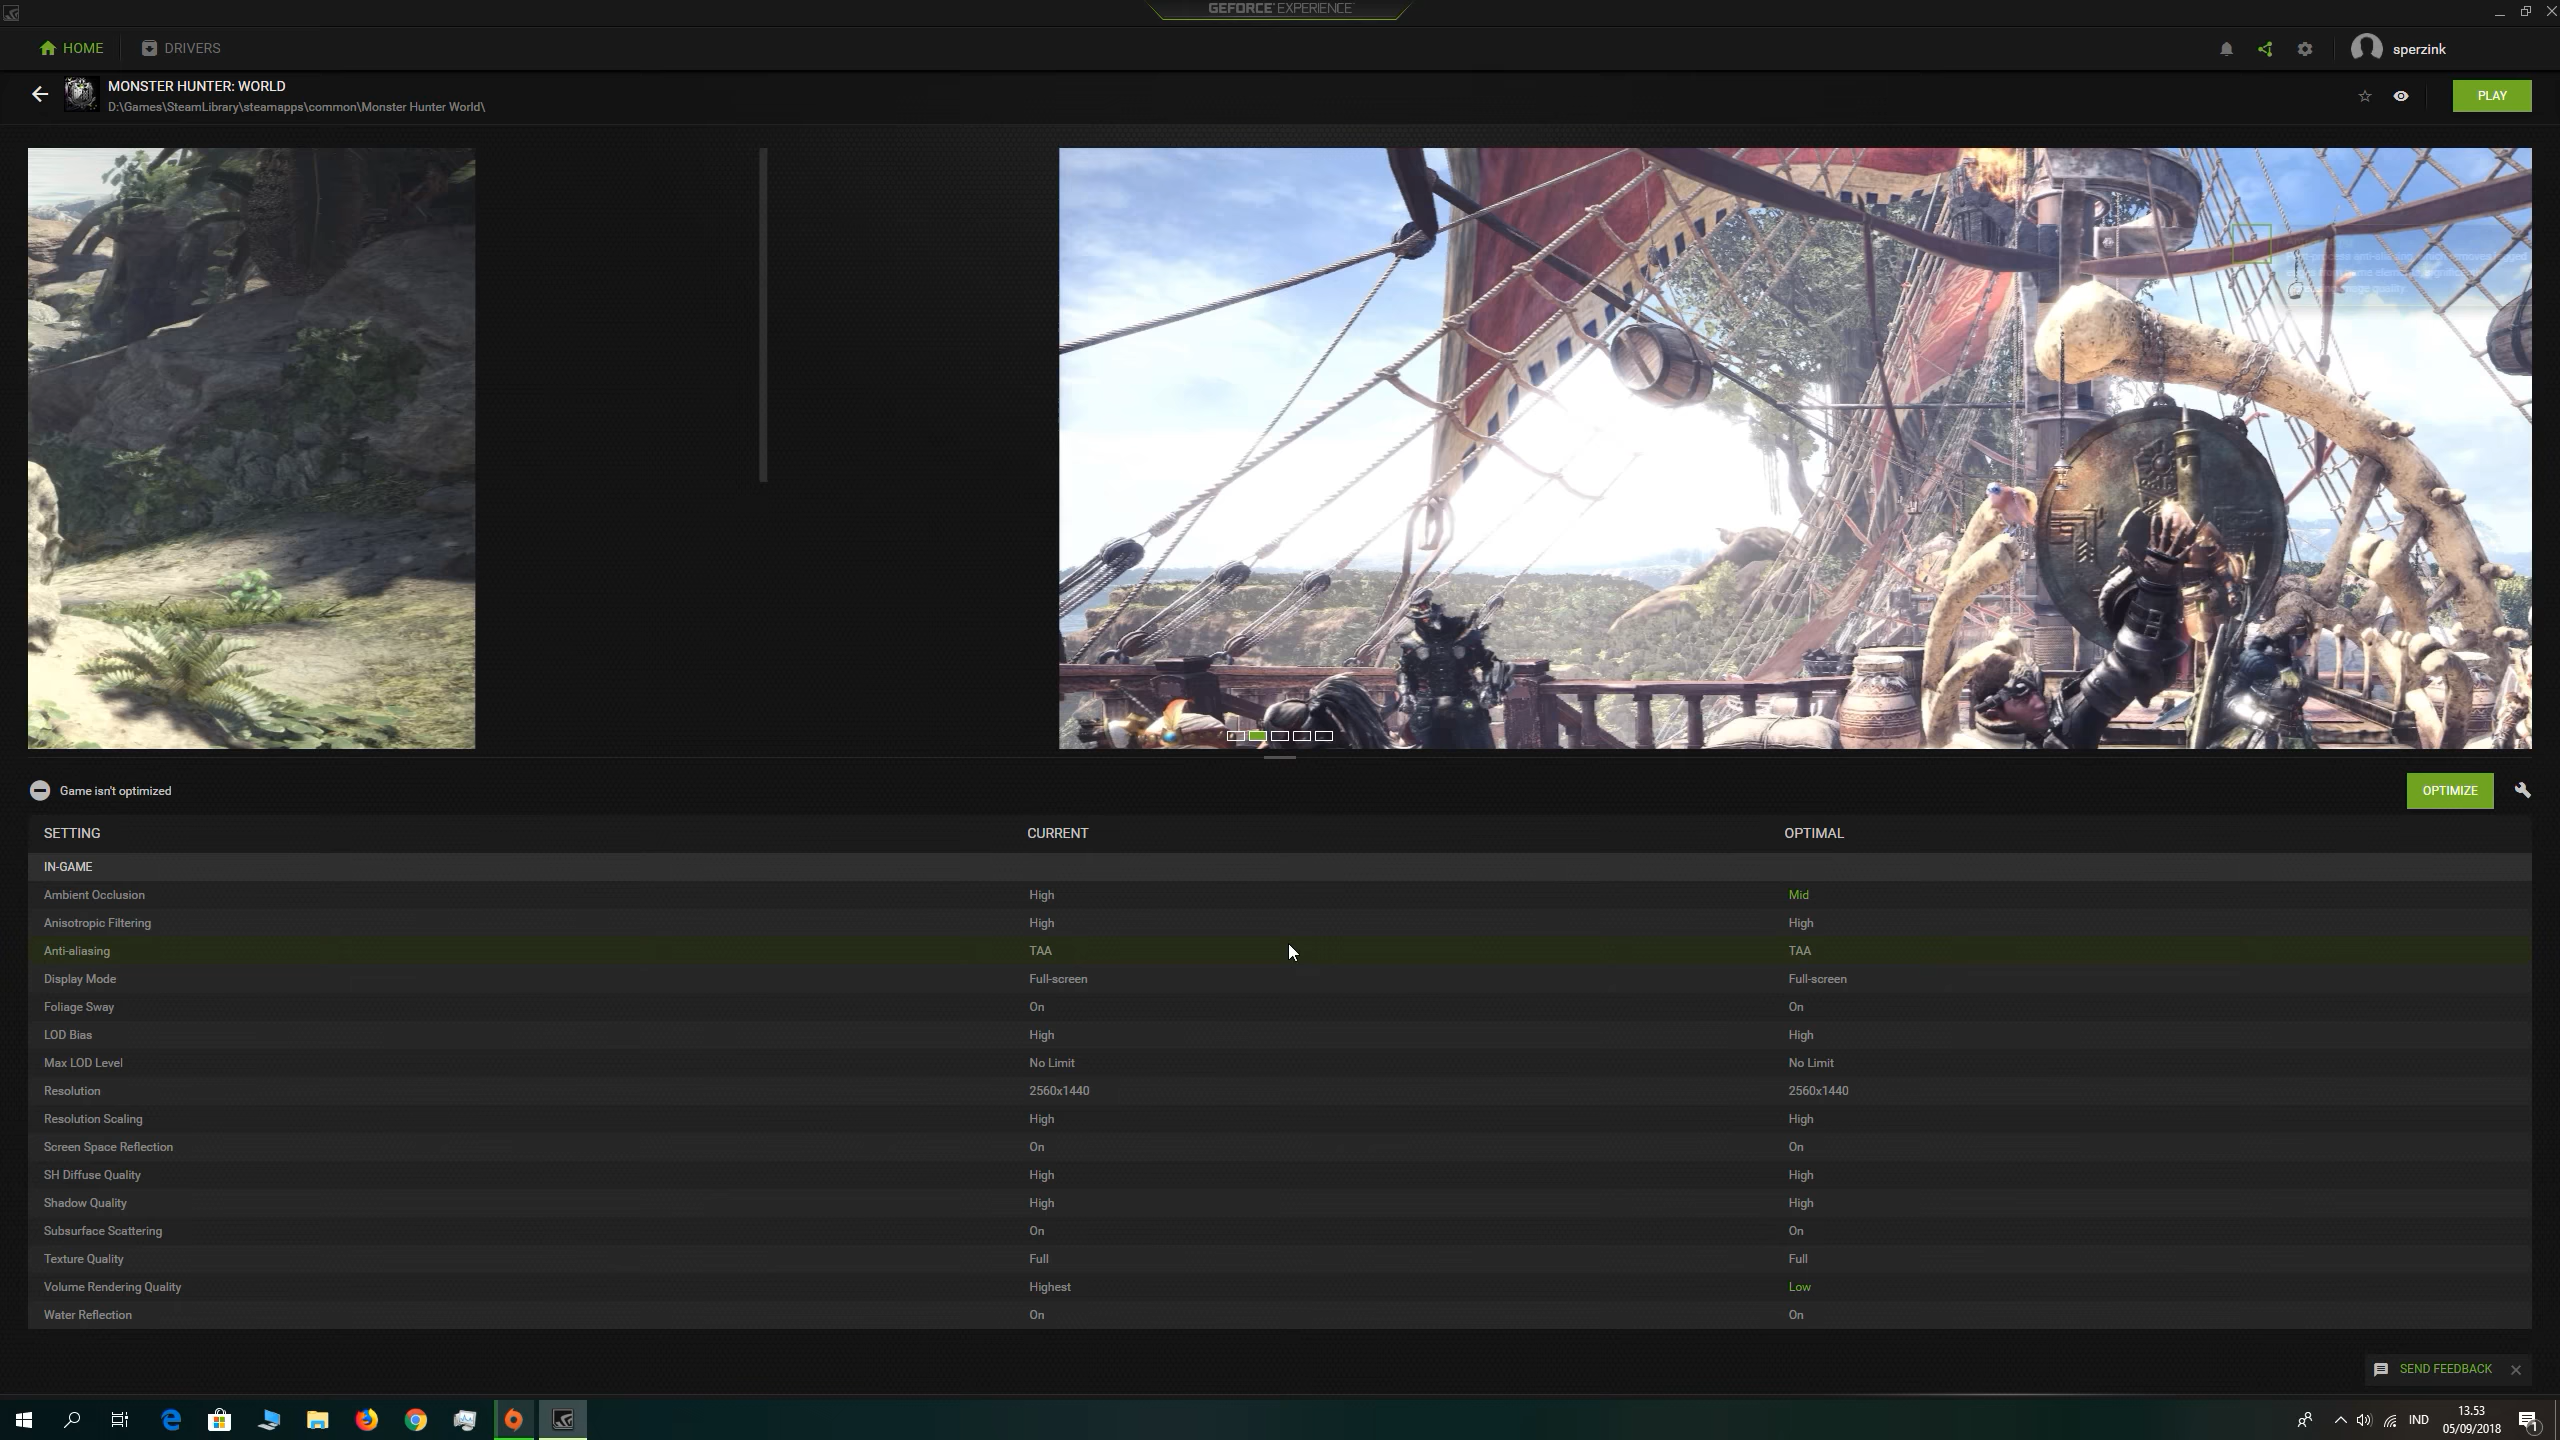 GEFORCE EXPERIENCE
HOME
DRIVERS
sperzink
MONSTER HUNTER: WORLD
D:\Games\SteamLibrary\steamapps\common\Monster Hunter World\
PLAY
Game isn't optimized
OPTIMIZE
SETTING CURRENT OPTIMAL
IN-GAME
Ambient Occlusion High Mid
Anisotropic Filtering High High
Anti-aliasing TAA TAA
Display Mode Full-screen Full-screen
Foliage Sway On On
LOD Bias High High
Max LOD Level No Limit No Limit
Resolution 2560x1440 2560x1440
Resolution Scaling High High
Screen Space Reflection On On
SH Diffuse Quality High High
Shadow Quality High High
Subsurface Scattering On On
Texture Quality Full Full
Volume Rendering Quality Highest Low
Water Reflection On On
SEND FEEDBACK
IND
13.53
05/09/2018
1